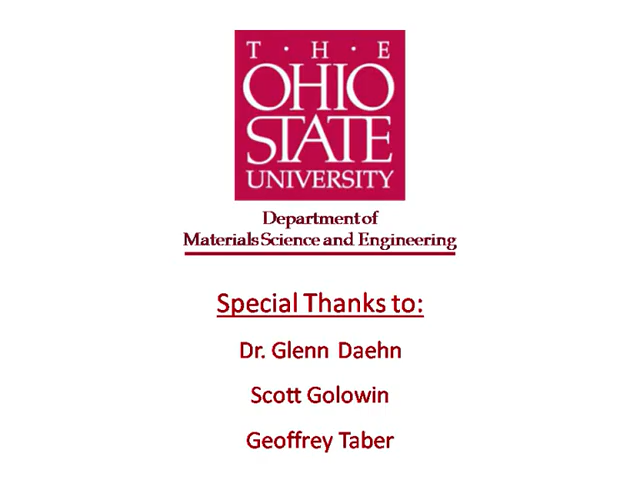 T · H · E
OHIO
STATE
UNIVERSITY
Department of
Materials Science and Engineering
Special Thanks to:
Dr. Glenn Daehn
Scott Golowin
Geoffrey Taber